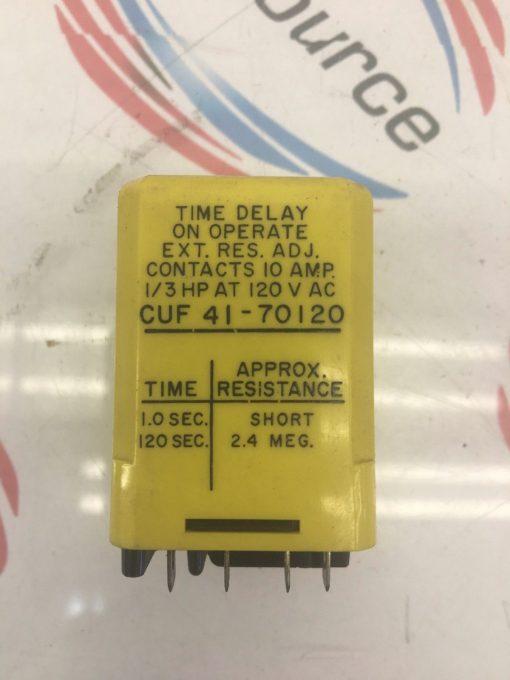 ource
TIME DELAY
ON OPERATE
EXT. RES. ADJ.
CONTACTS 10 AMP.
1/3 HP AT 120 V AC
CUF 41-70120
TIME APPROX. RESISTANCE
1.0 SEC. SHORT
120 SEC. 2.4 MEG.